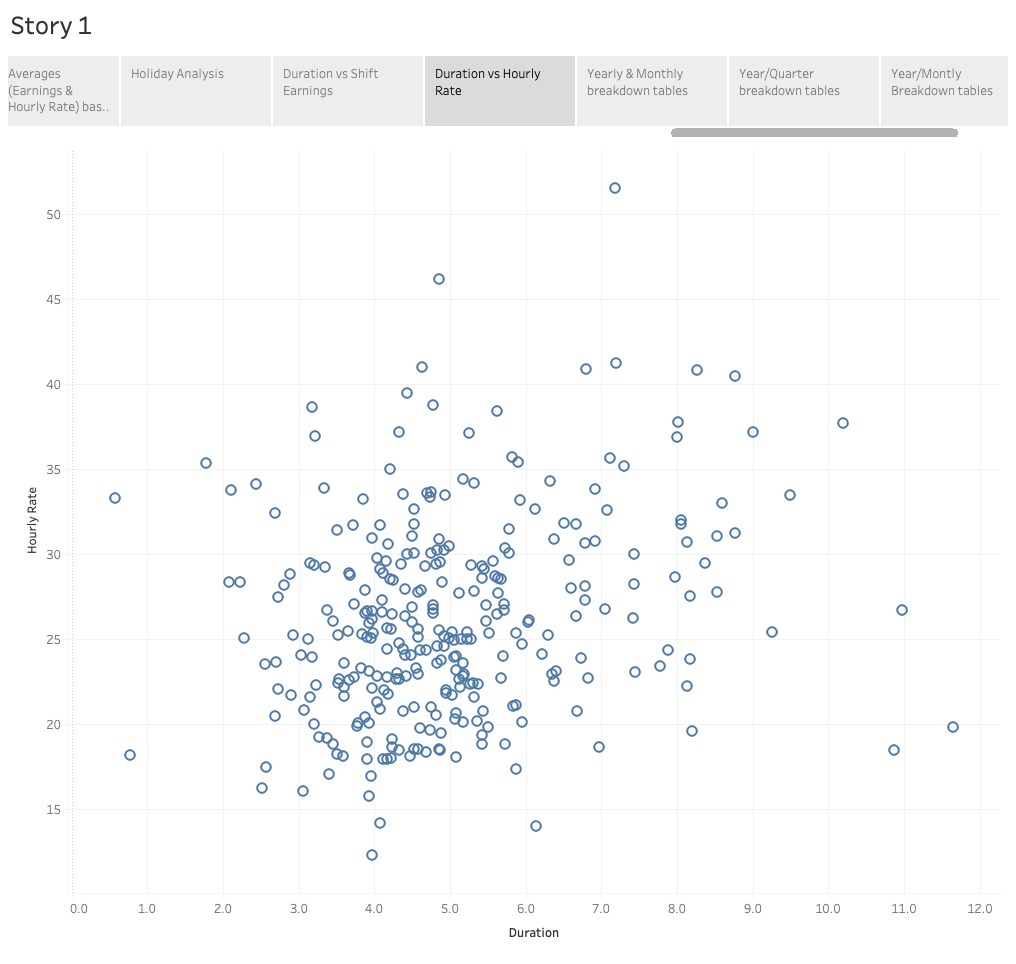 Story 1
Averages
(Earnings &
Hourly Rate) bas..
Holiday Analysis
Duration vs Shift
Earnings
Duration vs Hourly
Rate
Yearly & Monthly
breakdown tables
Year/Quarter
breakdown tables
Year/Montly
Breakdown tables
50
45
40
35
30
25
20
15
Hourly Rate
0.0 1.0 2.0 3.0 4.0 5.0 6.0 7.0 8.0 9.0 10.0 11.0 12.0
Duration